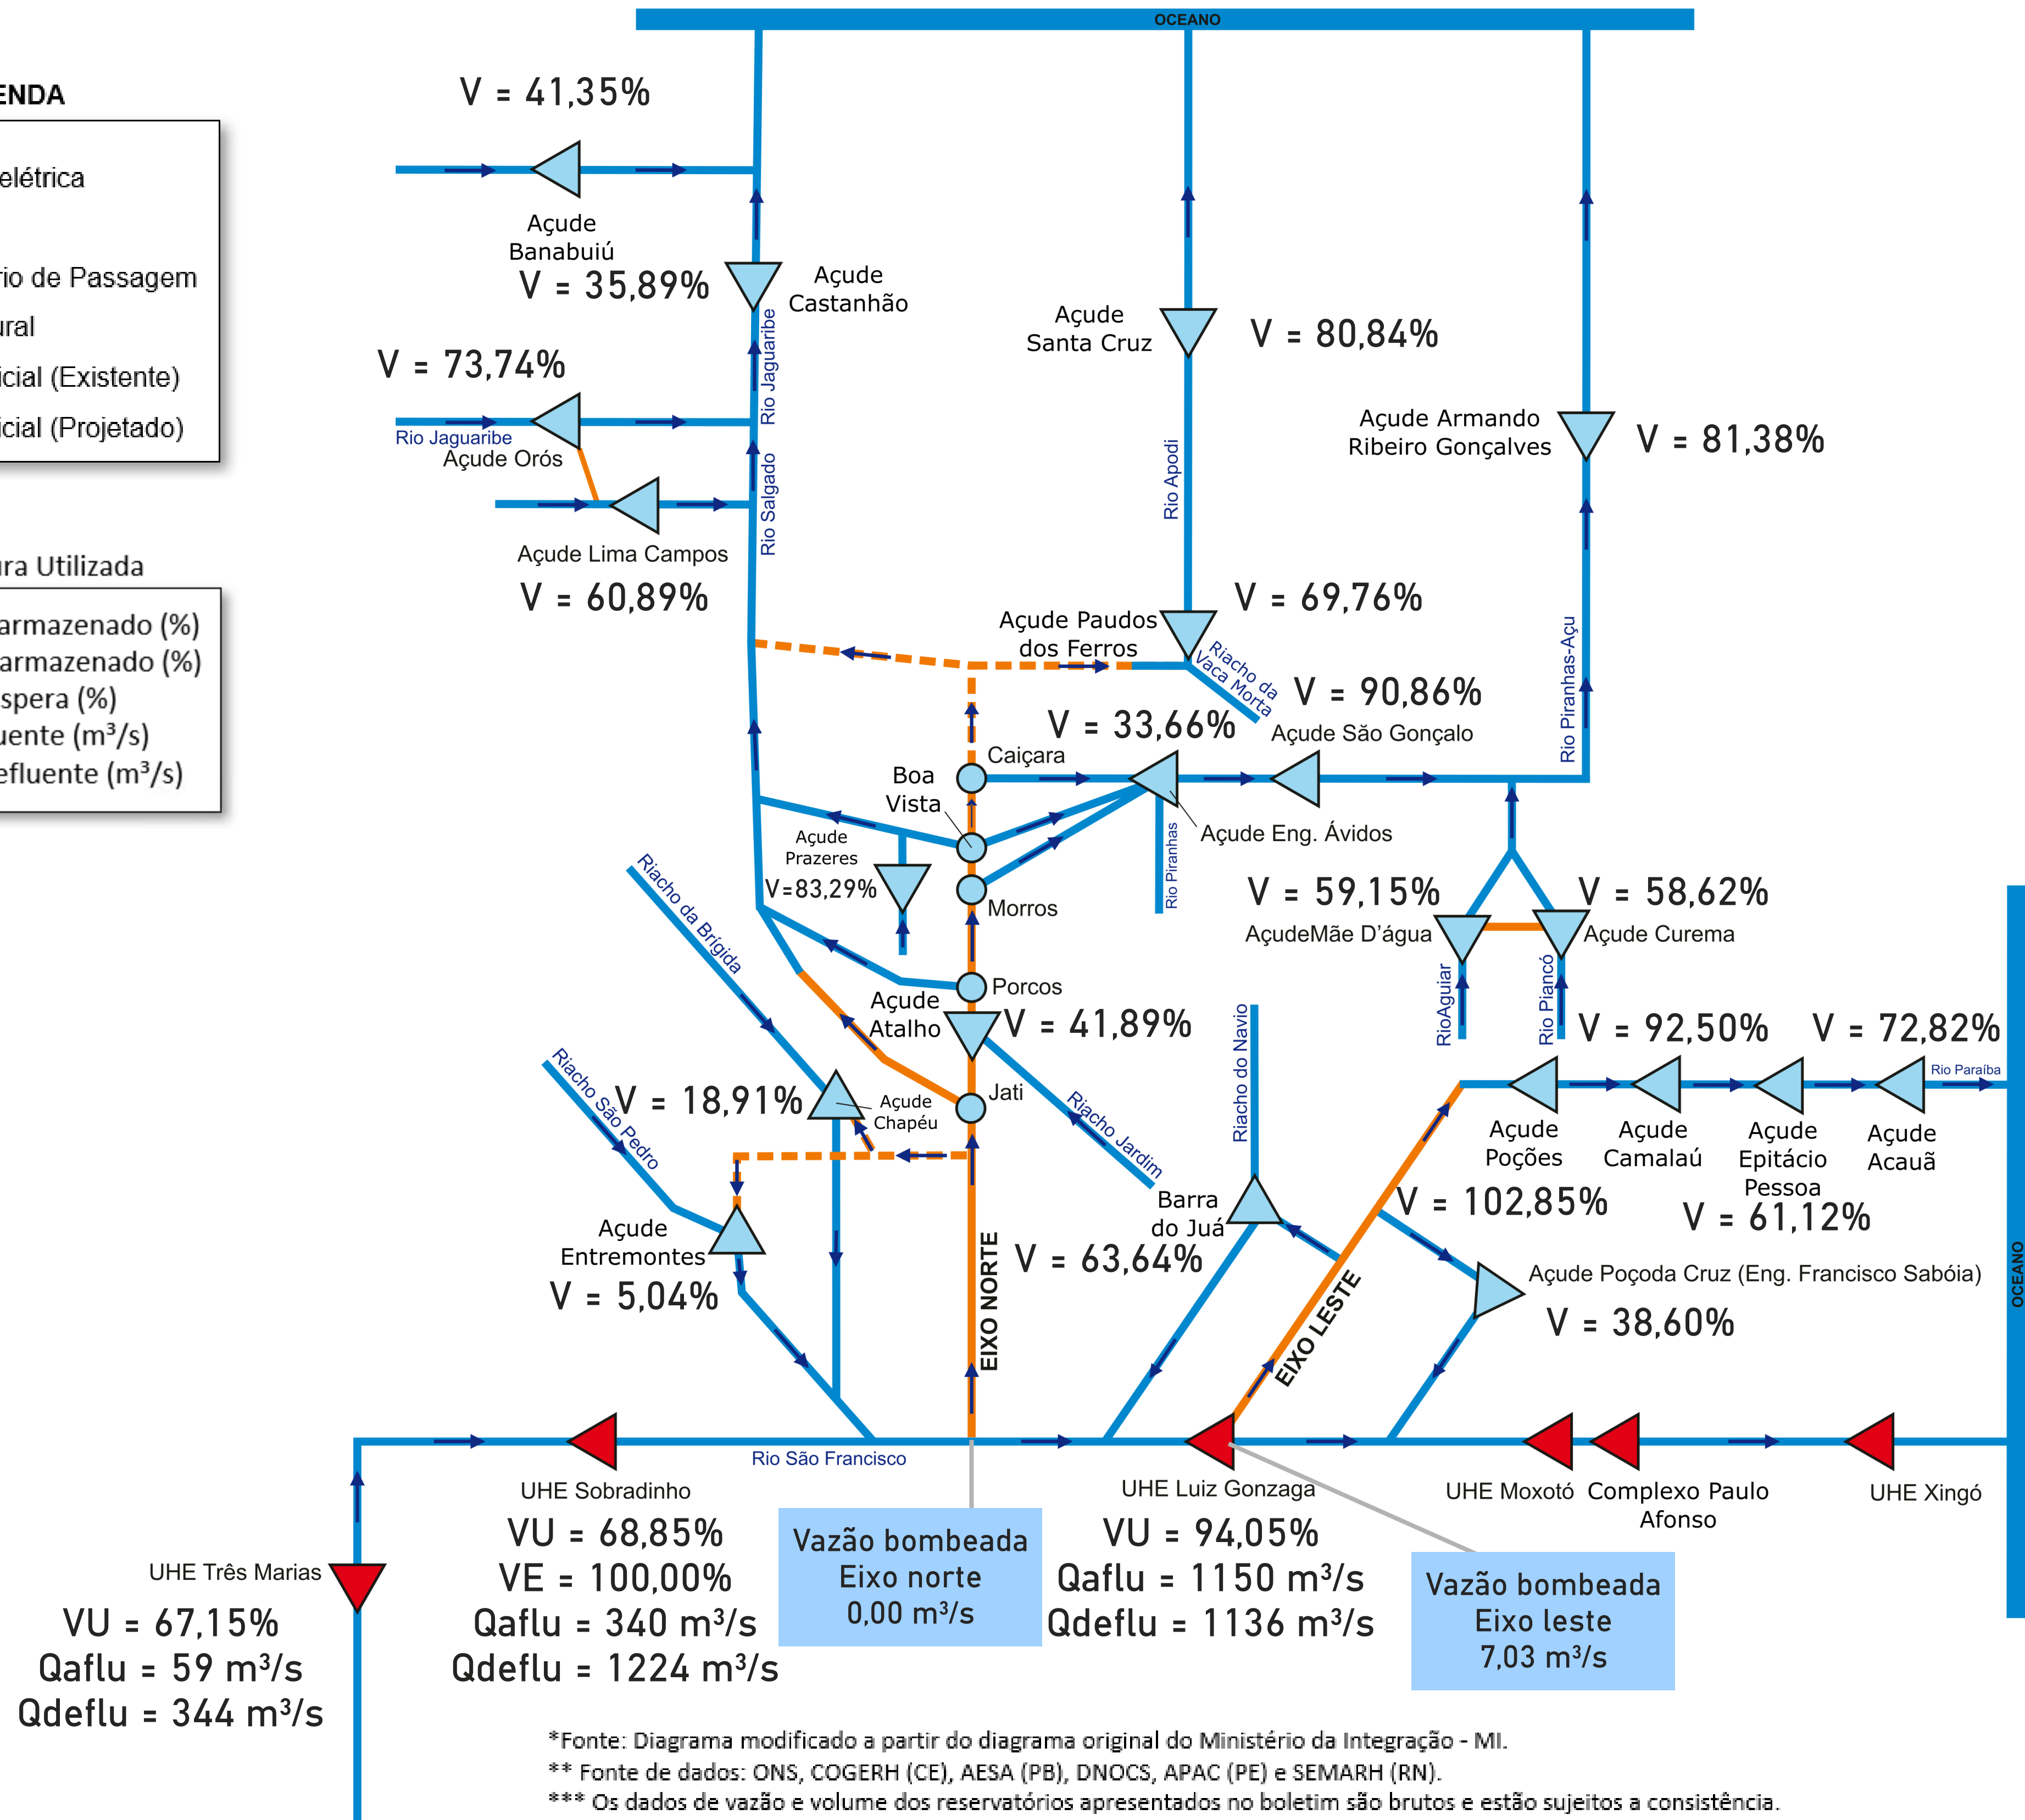 OCEANO
ENDA
elétrica
rio de Passagem
ural
icial (Existente)
icial (Projetado)
ura Utilizada
armazenado (%)
armazenado (%)
spera (%)
uente (m³/s)
efluente (m³/s)
V = 41,35%
Açude
Banabuiú
V = 35,89%
Açude
Castanhão
Rio Jaguaribe
V = 73,74%
Rio Jaguaribe
Açude Orós
Rio Salgado
Açude Lima Campos
V = 60,89%
Açude
Santa Cruz
V = 80,84%
Rio Apodi
Açude Armando
Ribeiro Gonçalves
V = 81,38%
Rio Piranhas-Açu
Açude Paudos
dos Ferros
V = 69,76%
Riacho da
Vaca Morta
V = 90,86%
Açude São Gonçalo
V = 33,66%
Caiçara
Boa
Vista
Açude Eng. Ávidos
Rio Piranhas
Açude
Prazeres
V=83,29%
Morros
Riacho da Brígida
Porcos
Açude
Atalho
V = 41,89%
V = 59,15%
AçudeMãe D'água
V = 58,62%
Açude Curema
RioAguiar
Rio Piancó
Jati
Riacho São Pedro
V = 18,91%
Açude
Chapéu
Riacho Jardim
Riacho do Navio
V = 92,50%
V = 72,82%
Rio Paraíba
Açude
Poções
Açude
Camalaú
Açude
Epitácio
Pessoa
Açude
Acauã
V = 102,85%
V = 61,12%
Barra
do Juá
V = 63,64%
Açude
Entremontes
V = 5,04%
EIXO NORTE
EIXO LESTE
Açude Poçoda Cruz (Eng. Francisco Sabóia)
V = 38,60%
OCEANO
Rio São Francisco
UHE Sobradinho
VU = 68,85%
VE = 100,00%
Qaflu = 340 m³/s
Qdeflu = 1224 m³/s
UHE Três Marias
VU = 67,15%
Qaflu = 59 m³/s
Qdeflu = 344 m³/s
Vazão bombeada
Eixo norte
0,00 m³/s
UHE Luiz Gonzaga
VU = 94,05%
Qaflu = 1150 m³/s
Qdeflu = 1136 m³/s
Vazão bombeada
Eixo leste
7,03 m³/s
UHE Moxotó
Complexo Paulo
Afonso
UHE Xingó
*Fonte: Diagrama modificado a partir do diagrama original do Ministério da Integração - MI.
** Fonte de dados: ONS, COGERH (CE), AESA (PB), DNOCS, APAC (PE) e SEMARH (RN).
*** Os dados de vazão e volume dos reservatórios apresentados no boletim são brutos e estão sujeitos a consistência.